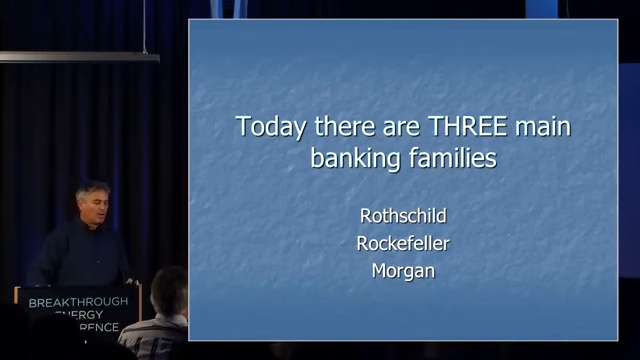 Today there are THREE main
banking families
Rothschild
Rockefeller
Morgan
BREAKTHROUGH
ENERGY